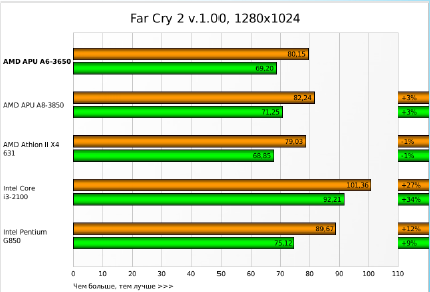 Far Cry 2 v.1.00, 1280x1024
AMD APU A6-3650
80,15
69,20
AMD APU A8-3850
82,24
+3%
71,25
+3%
AMD Athlon II X4
631
79,03
-1%
68,85
-1%
Intel Core
i3-2100
101,36
+27%
92,21
+34%
Intel Pentium
G850
89,67
+12%
75,12
+9%
0 10 20 30 40 50 60 70 80 90 100 110
Чем больше, тем лучше >>>